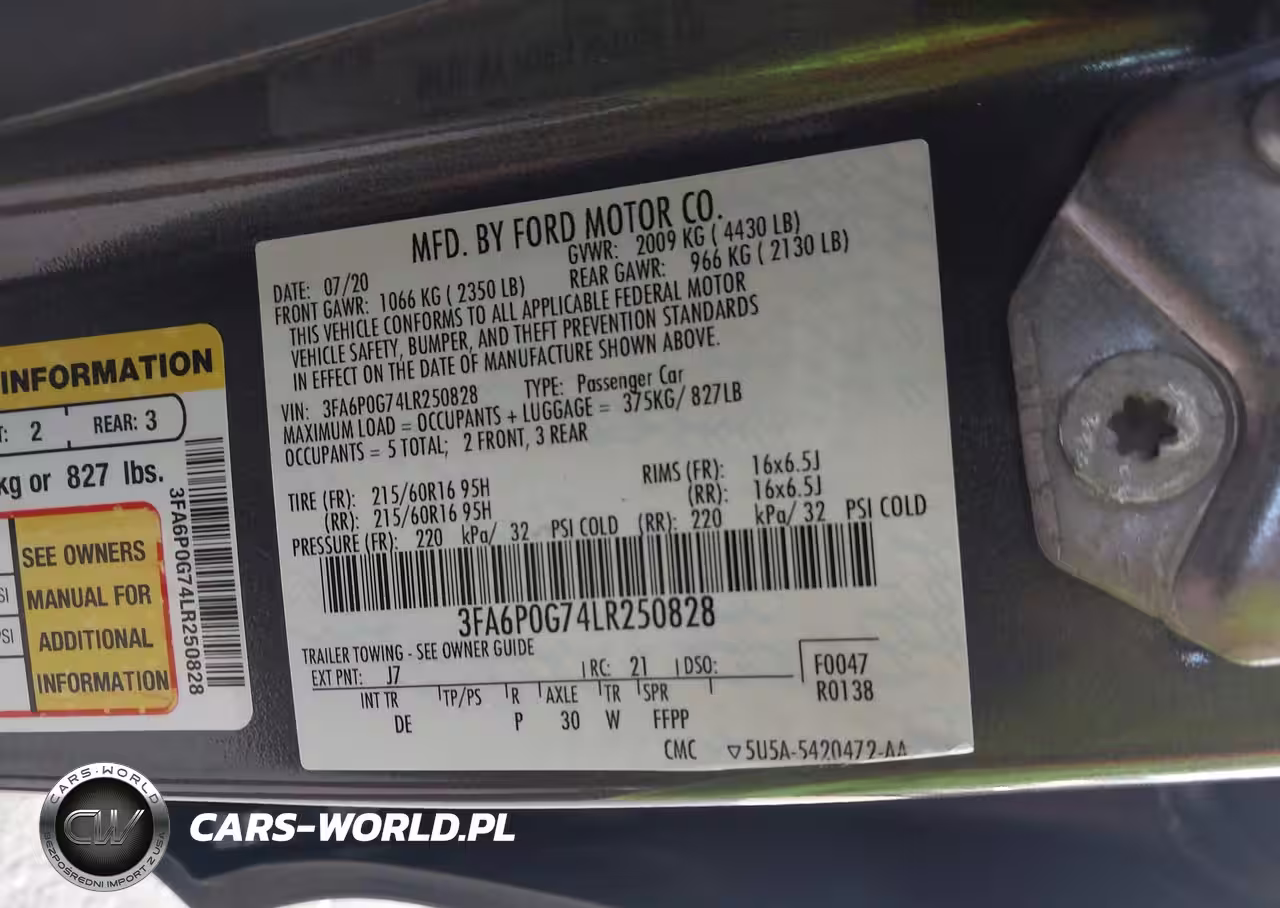 MFD. BY FORD MOTOR CO.
DATE: 07/20 GVWR: 2009 KG ( 4430 LB)
FRONT GAWR: 1066 KG ( 2350 LB) REAR GAWR: 966 KG ( 2130 LB)
THIS VEHICLE CONFORMS TO ALL APPLICABLE FEDERAL MOTOR
VEHICLE SAFETY, BUMPER, AND THEFT PREVENTION STANDARDS
IN EFFECT ON THE DATE OF MANUFACTURE SHOWN ABOVE.
VIN: 3FA6P0G74LR250828 TYPE: Passenger Car
MAXIMUM LOAD = OCCUPANTS + LUGGAGE = 375KG/ 827LB
OCCUPANTS = 5 TOTAL; 2 FRONT, 3 REAR
TIRE (FR): 215/60R16 95H RIMS (FR): 16x6.5J
(RR): 215/60R16 95H (RR): 16x6.5J
PRESSURE (FR): 220 kPa/ 32 PSI COLD (RR): 220 kPa/ 32 PSI COLD
3FA6P0G74LR250828
TRAILER TOWING - SEE OWNER GUIDE
EXT PNT: J7 RC: 21 DSO: F0047
INT TR TP/PS R AXLE TR SPR R0138
DE P 30 W FFPP
CMC ▽5U5A-5420472-AA
INFORMATION
2 REAR: 3
kg or 827 lbs.
SEE OWNERS
MANUAL FOR
ADDITIONAL
INFORMATION
3FA6P0G74LR250828
CARS-WORLD
CW
BEZPOŚREDNI IMPORT Z USA
CARS-WORLD.PL